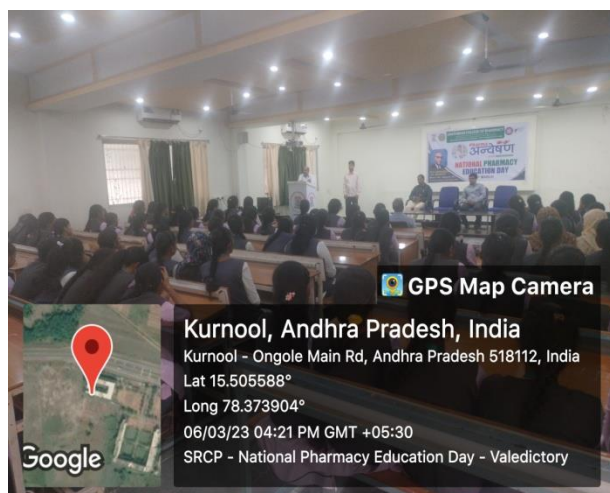 अन्वेषण
NATIONAL PHARMACY
EDUCATION DAY
GPS Map Camera
Kurnool, Andhra Pradesh, India
Kurnool - Ongole Main Rd, Andhra Pradesh 518112, India
Lat 15.505588°
Long 78.373904°
06/03/23 04:21 PM GMT +05:30
SRCP - National Pharmacy Education Day - Valedictory
Google